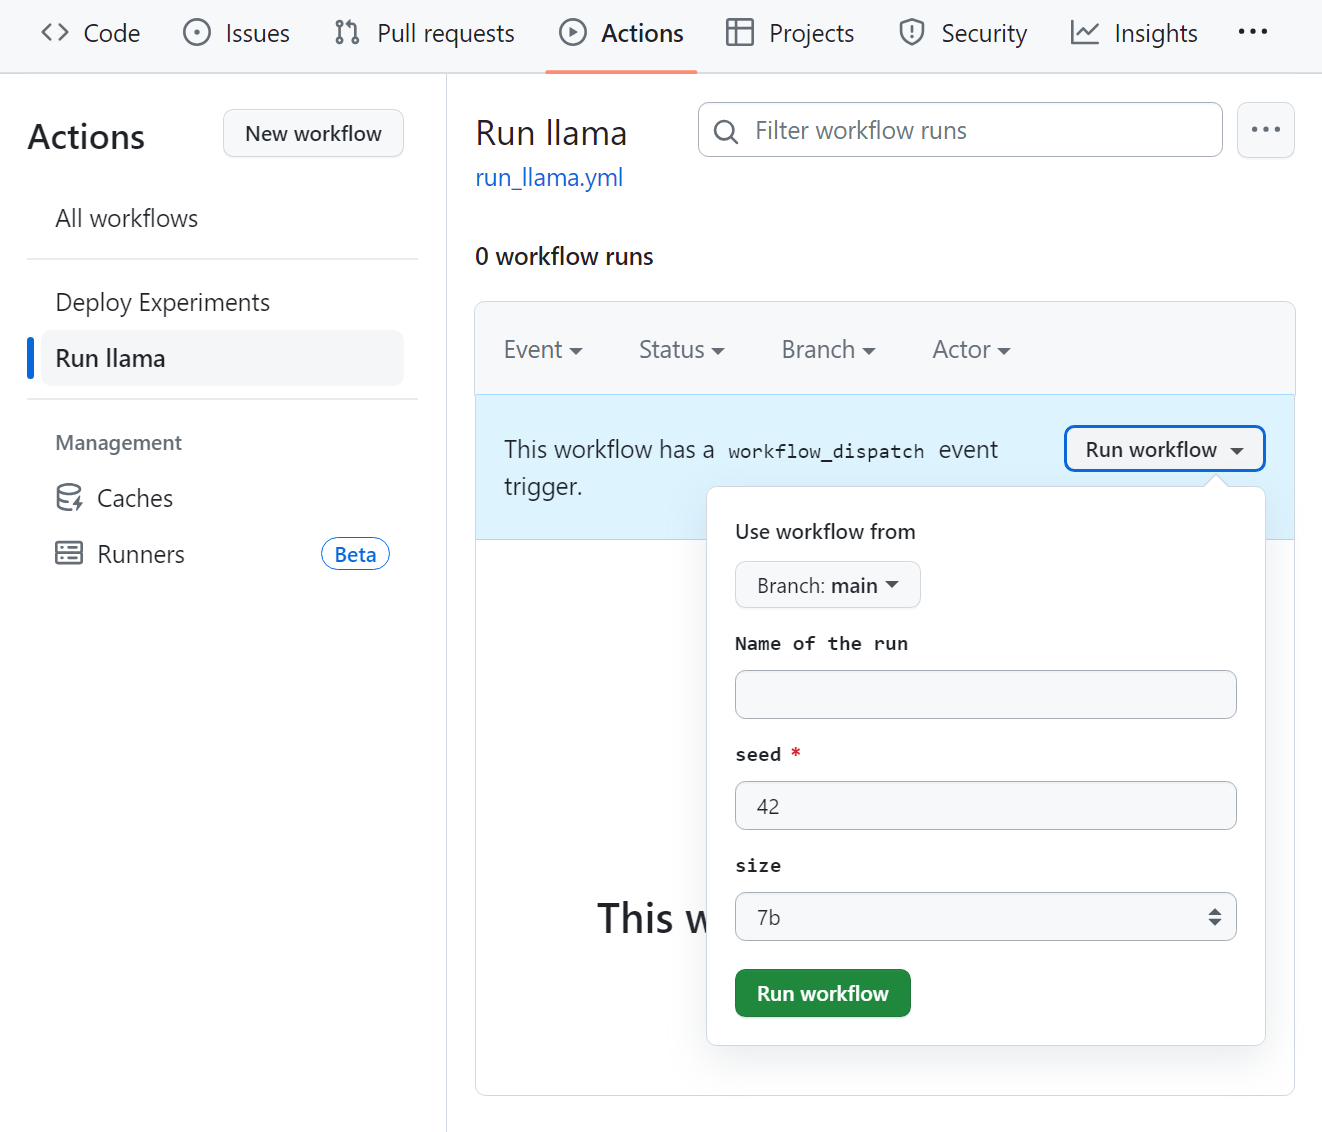 Code Issues Pull requests Actions Projects Security Insights
Actions
New workflow
All workflows
Deploy Experiments
Run llama
Management
Caches
Runners Beta
Run llama
run_llama.yml
Filter workflow runs
0 workflow runs
Event Status Branch Actor
This workflow has a workflow_dispatch event
trigger.
Run workflow
Use workflow from
Branch: main
Name of the run
seed *
42
size
7b
Run workflow
This